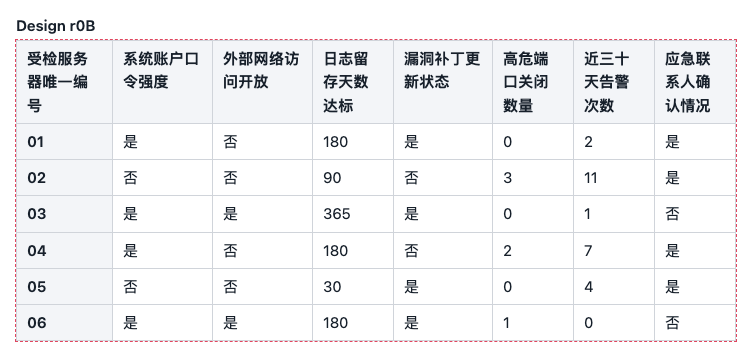 Design r0B
受检服务器唯一编号 系统账户口令强度 外部网络访问开放 日志留存天数达标 漏洞补丁更新状态 高危端口关闭数量 近三十天告警次数 应急联系人确认情况
01 是 否 180 是 0 2 是
02 否 否 90 否 3 11 是
03 是 是 365 是 0 1 否
04 是 否 180 否 2 7 是
05 否 否 30 是 0 4 是
06 是 是 180 是 1 0 否